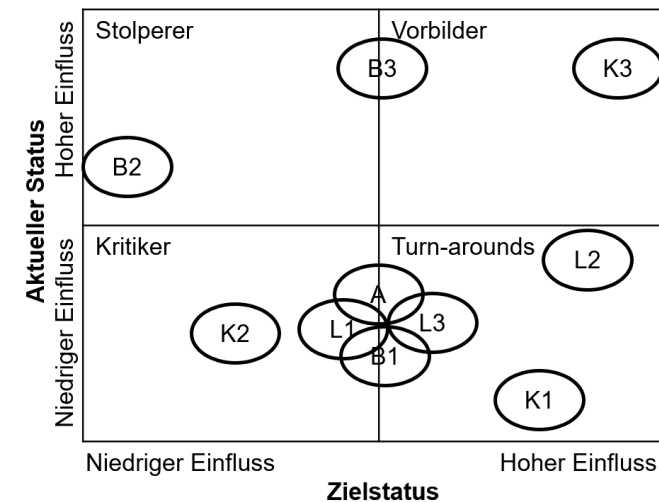 Stolperer
Vorbilder
B3
K3
B2
Kritiker
Turn-arounds
L2
A
L1
L3
K2
B1
K1
Aktueller Status
Hoher Einfluss
Niedriger Einfluss
Niedriger Einfluss
Hoher Einfluss
Zielstatus